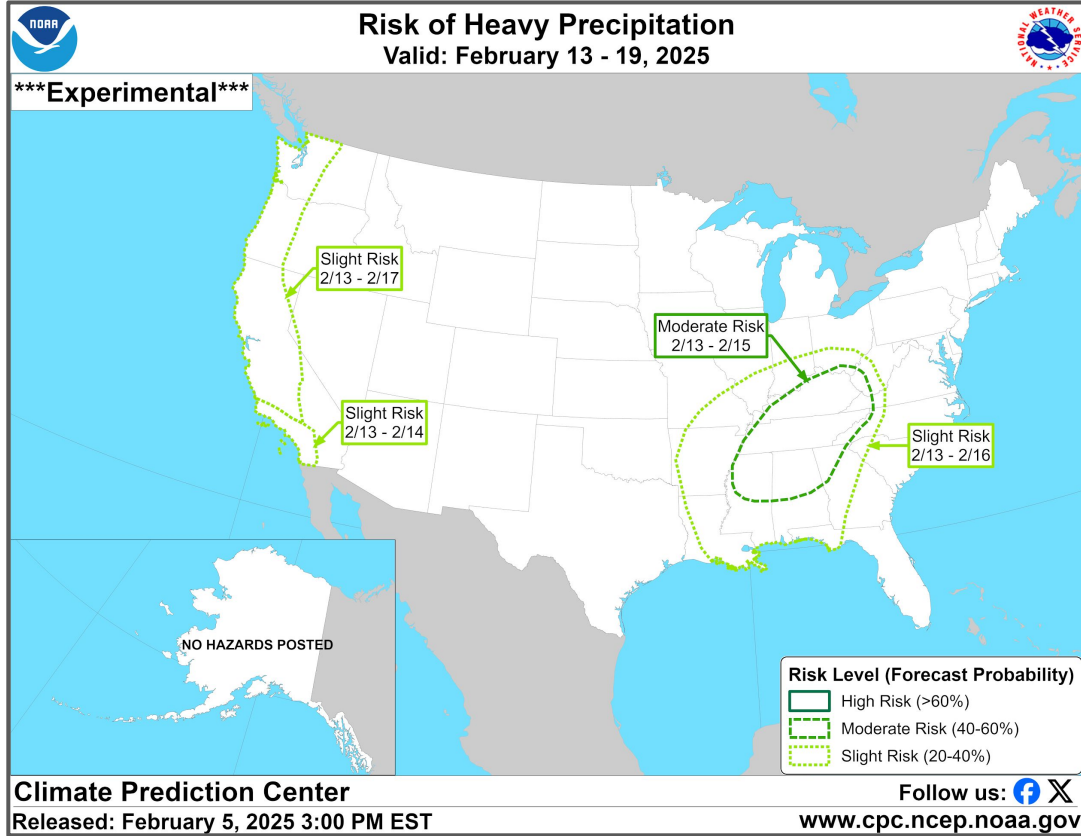 NOAA
Risk of Heavy Precipitation
Valid: February 13 - 19, 2025
NATIONAL WEATHER SERVICE
***Experimental***
Slight Risk
2/13 - 2/17
Moderate Risk
2/13 - 2/15
Slight Risk
2/13 - 2/14
Slight Risk
2/13 - 2/16
NO HAZARDS POSTED
Risk Level (Forecast Probability)
High Risk (>60%)
Moderate Risk (40-60%)
Slight Risk (20-40%)
Climate Prediction Center
Follow us:
Released: February 5, 2025 3:00 PM EST
www.cpc.ncep.noaa.gov